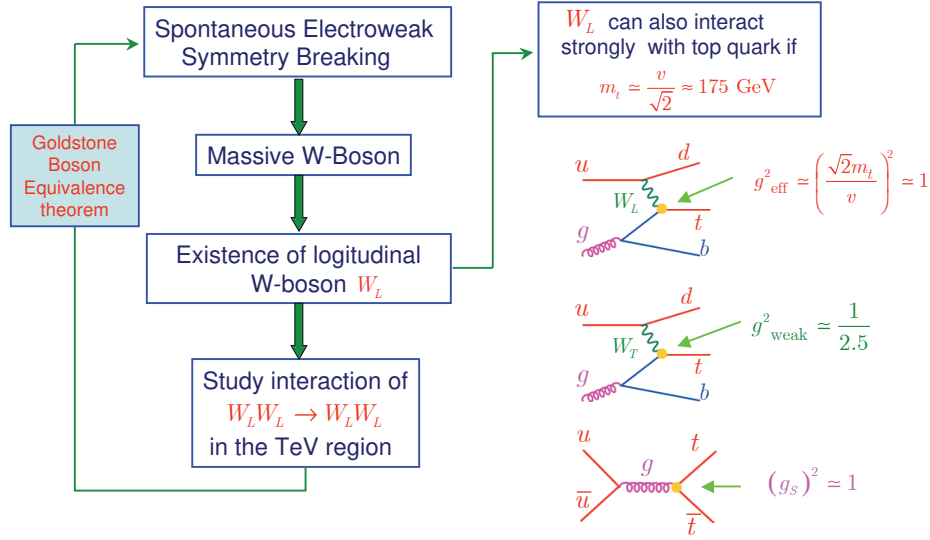 Spontaneous Electroweak
Symmetry Breaking
Massive W-Boson
Existence of logitudinal
W-boson W_L
Study interaction of
W_L W_L → W_L W_L
in the TeV region
Goldstone
Boson
Equivalence
theorem
W_L can also interact
strongly with top quark if
m_t ≃ v/√2 ≈ 175 GeV
u
d
W_L
t
g
b
g²_eff ≃ (√2m_t/v)² ≃ 1
u
d
W_T
t
g
b
g²_weak ≃ 1/2.5
u
t
g
u̅
t̅
(g_S)² ≃ 1